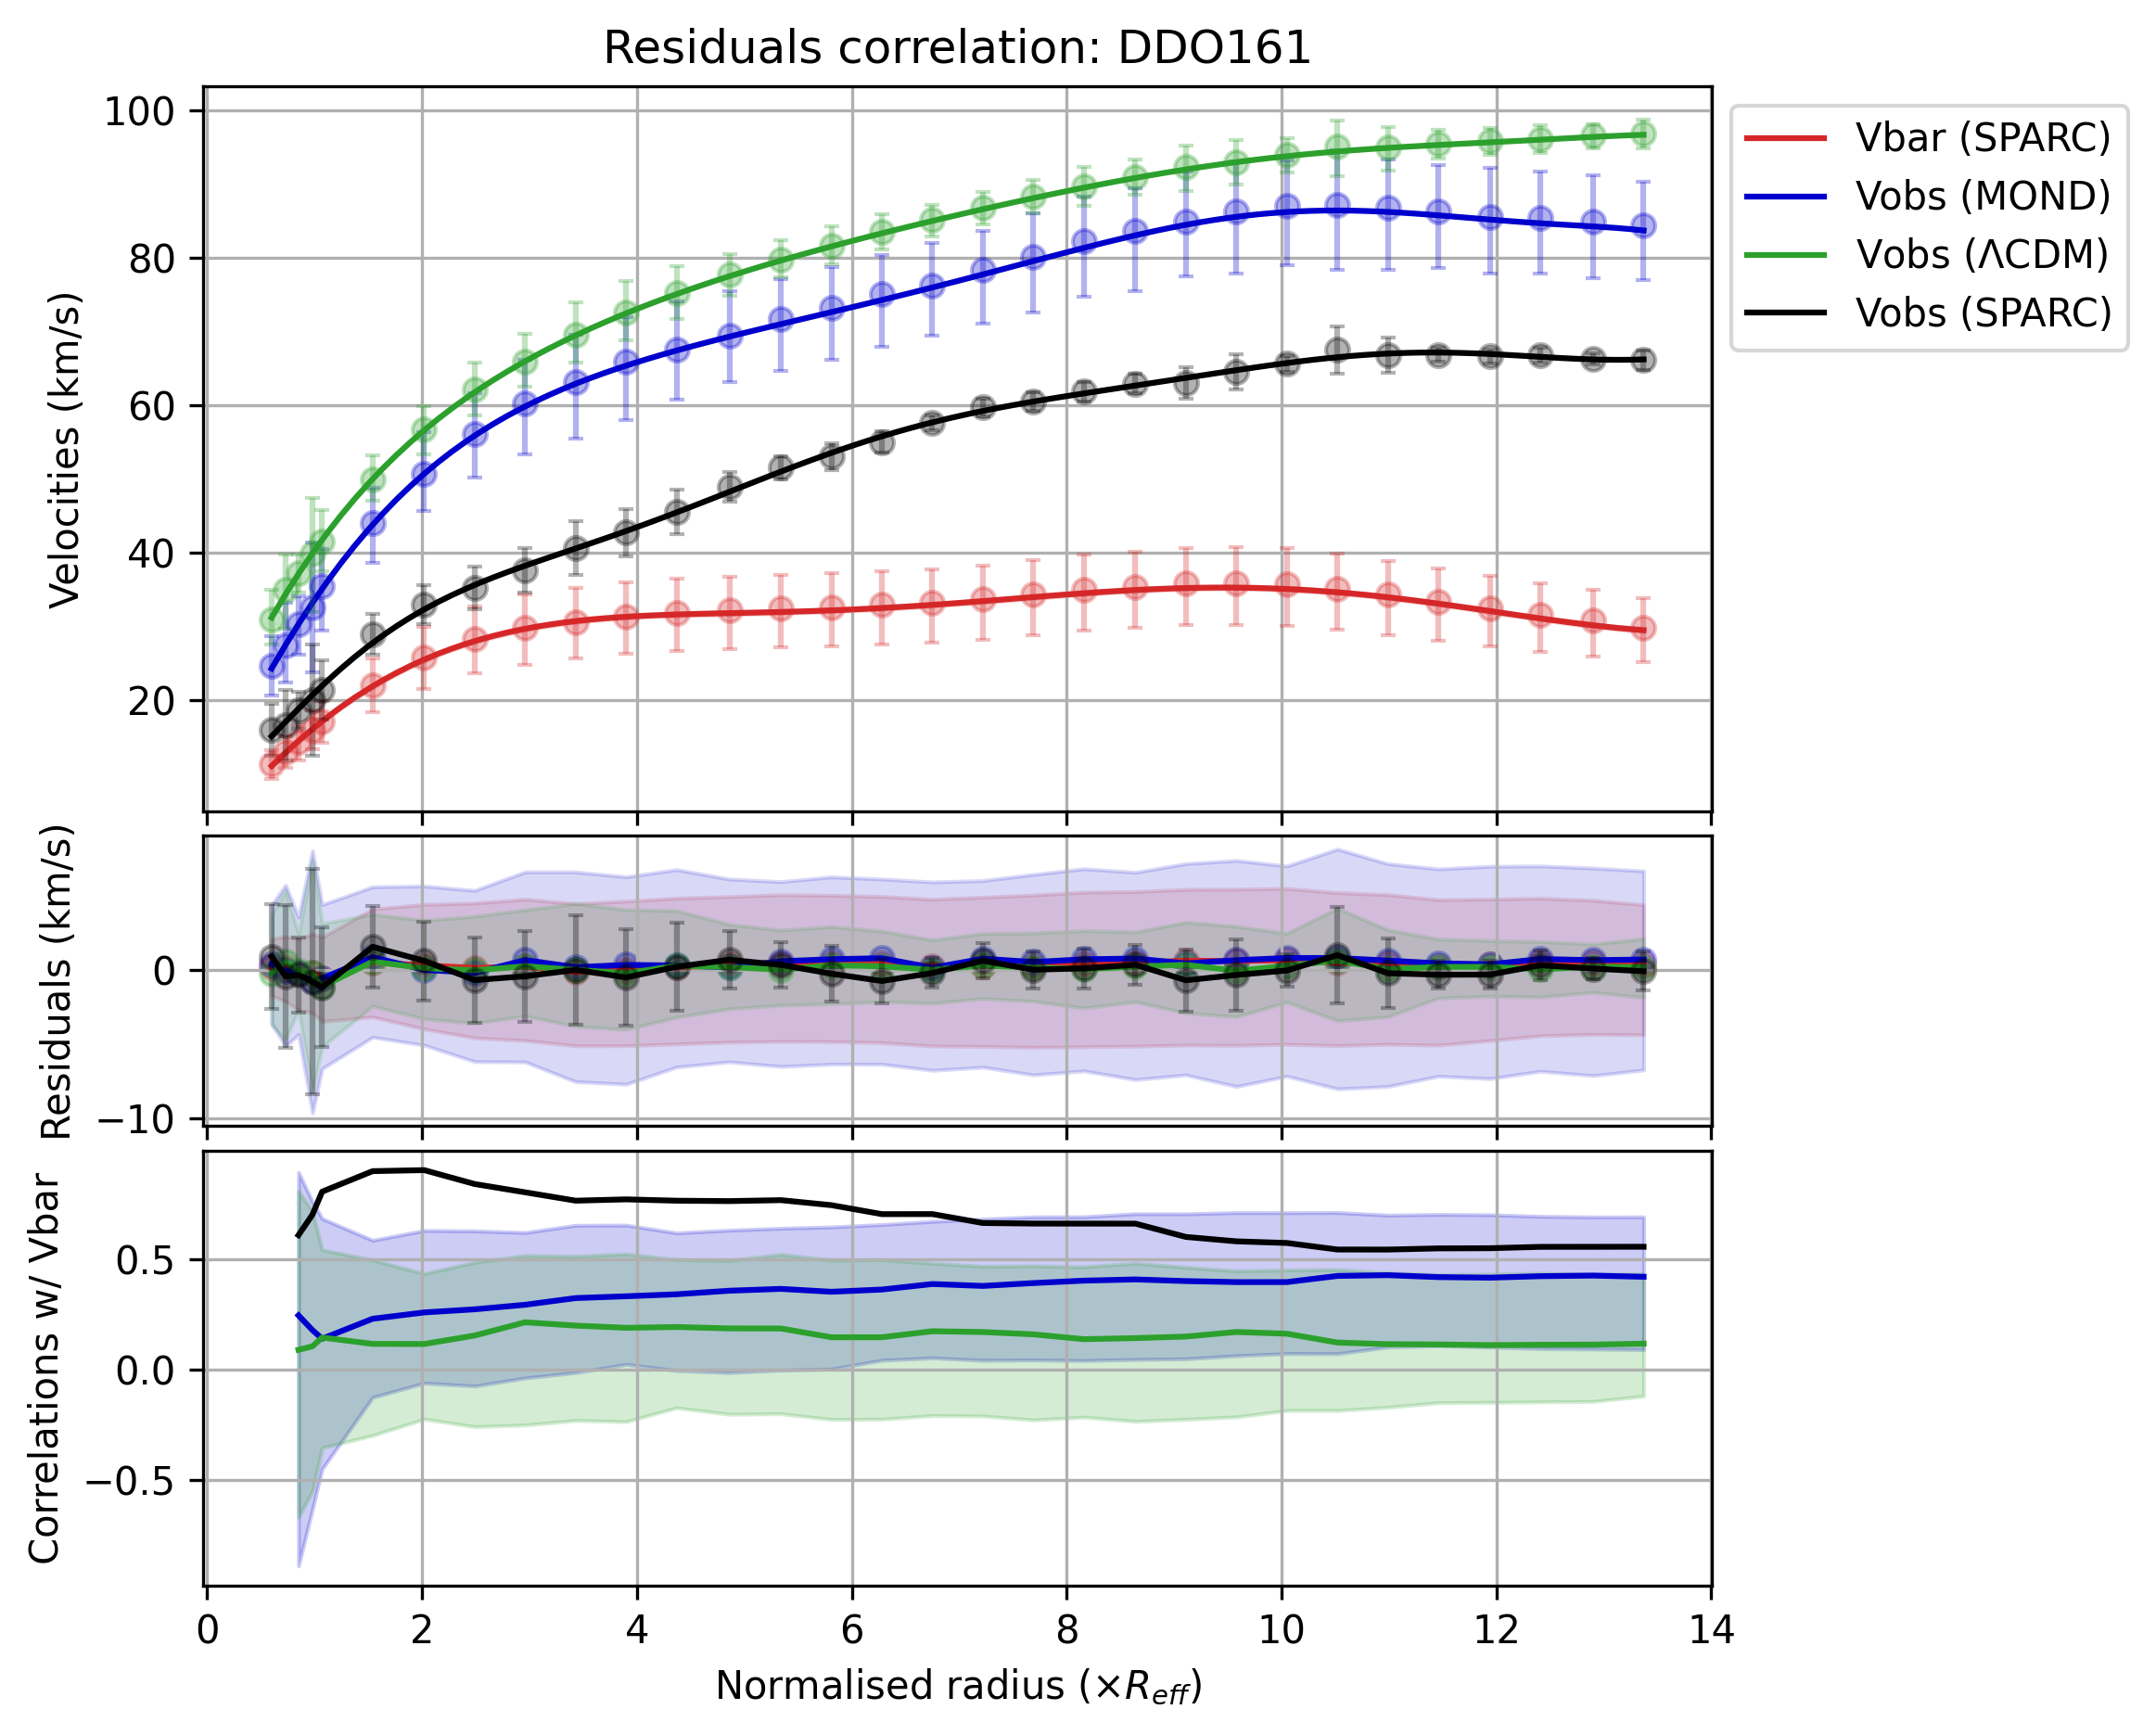 Residuals correlation: DDO161
Velocities (km/s)
100
80
60
40
20
Vbar (SPARC)
Vobs (MOND)
Vobs (ΛCDM)
Vobs (SPARC)
Residuals (km/s)
0
−10
Correlations w/ Vbar
0.5
0.0
−0.5
0 2 4 6 8 10 12 14
Normalised radius (×R_eff)